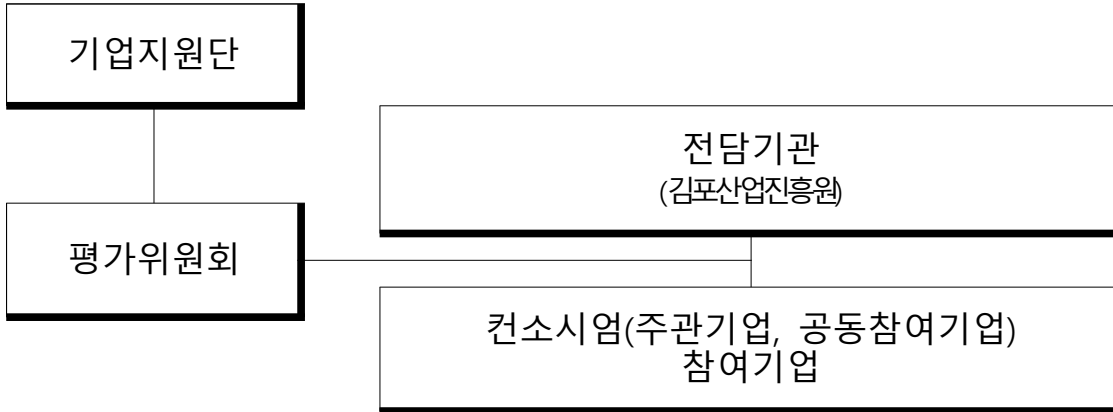 기업지원단
전담기관
(김포산업진흥원)
평가위원회
컨소시엄(주관기업, 공동참여기업)
참여기업